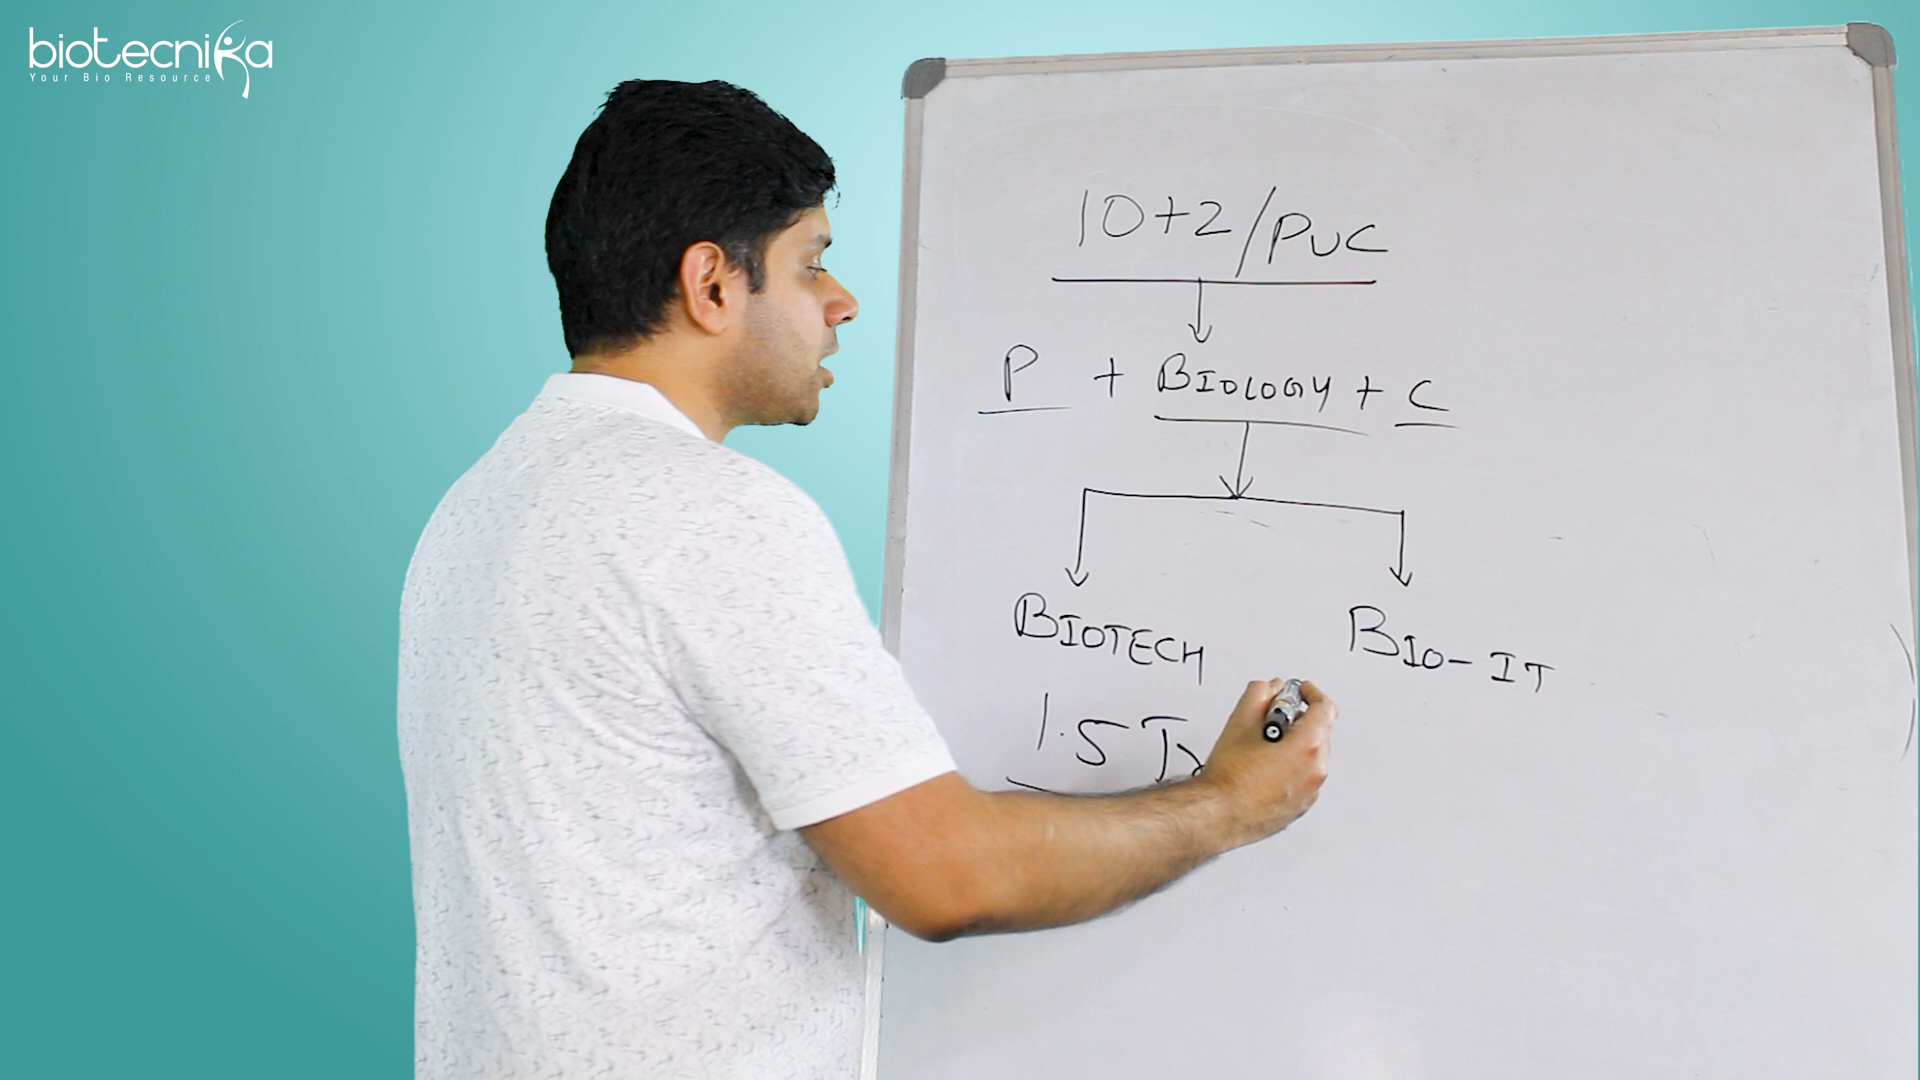 biotecnika
Your Bio Resource
10+2/PUC
P + BIOLOGY + C
BIOTECH
BIO-IT
1.5